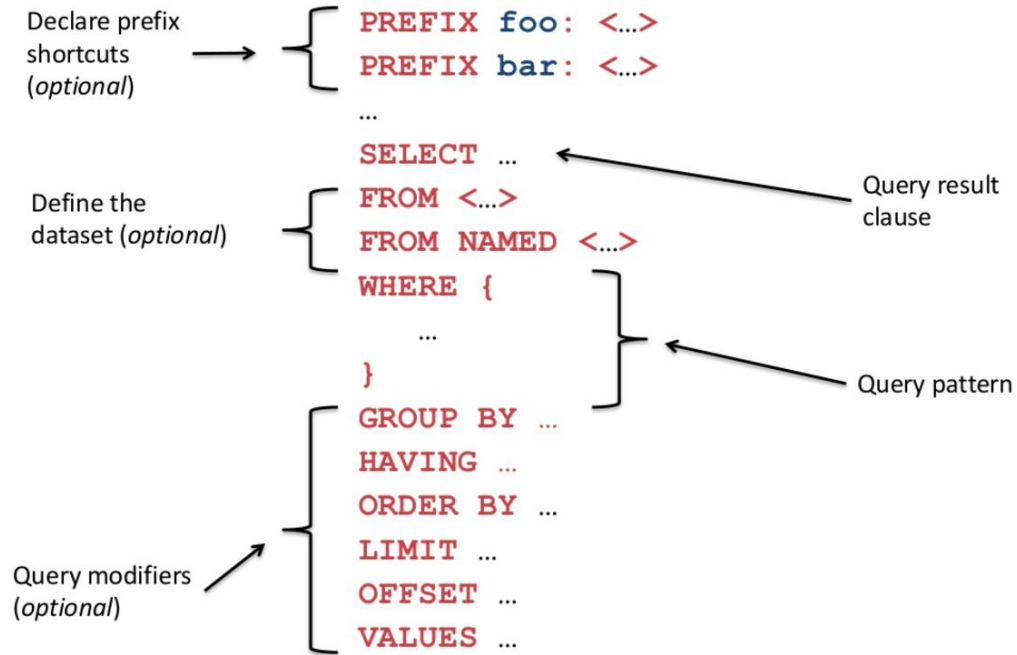 Declare prefix
shortcuts
(optional)
PREFIX foo: <…>
PREFIX bar: <…>
…
SELECT …
Query result
clause
Define the
dataset (optional)
FROM <…>
FROM NAMED <…>
WHERE {
…
}
Query pattern
Query modifiers
(optional)
GROUP BY …
HAVING …
ORDER BY …
LIMIT …
OFFSET …
VALUES …